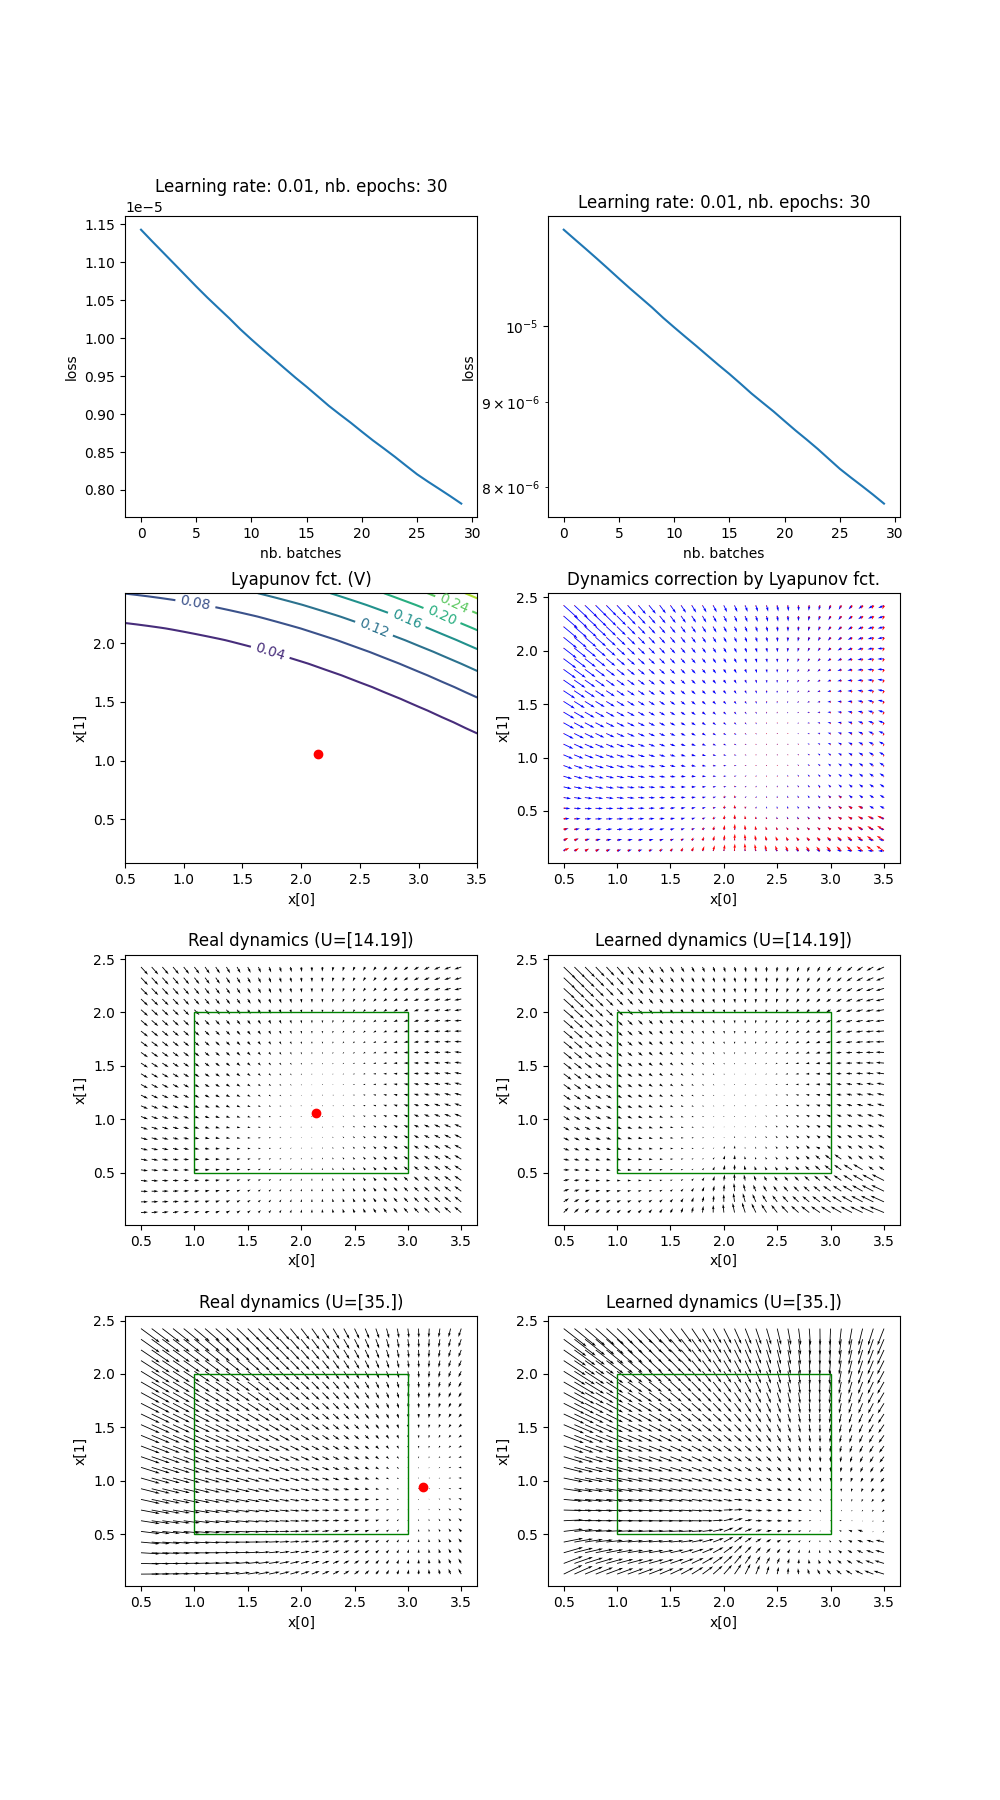 Learning rate: 0.01, nb. epochs: 30
1e−5
1.15
1.10
1.05
1.00
0.95
0.90
0.85
0.80
loss
0 5 10 15 20 25 30
nb. batches
Learning rate: 0.01, nb. epochs: 30
10⁻⁵
9 × 10⁻⁶
8 × 10⁻⁶
loss
0 5 10 15 20 25 30
nb. batches
Lyapunov fct. (V)
0.08
0.04
0.12
0.16
0.20
0.24
2.0
1.5
1.0
0.5
x[1]
0.5 1.0 1.5 2.0 2.5 3.0 3.5
x[0]
Dynamics correction by Lyapunov fct.
2.5
2.0
1.5
1.0
0.5
x[1]
0.5 1.0 1.5 2.0 2.5 3.0 3.5
x[0]
Real dynamics (U=[14.19])
2.5
2.0
1.5
1.0
0.5
x[1]
0.5 1.0 1.5 2.0 2.5 3.0 3.5
x[0]
Learned dynamics (U=[14.19])
2.5
2.0
1.5
1.0
0.5
x[1]
0.5 1.0 1.5 2.0 2.5 3.0 3.5
x[0]
Real dynamics (U=[35.])
2.5
2.0
1.5
1.0
0.5
x[1]
0.5 1.0 1.5 2.0 2.5 3.0 3.5
x[0]
Learned dynamics (U=[35.])
2.5
2.0
1.5
1.0
0.5
x[1]
0.5 1.0 1.5 2.0 2.5 3.0 3.5
x[0]